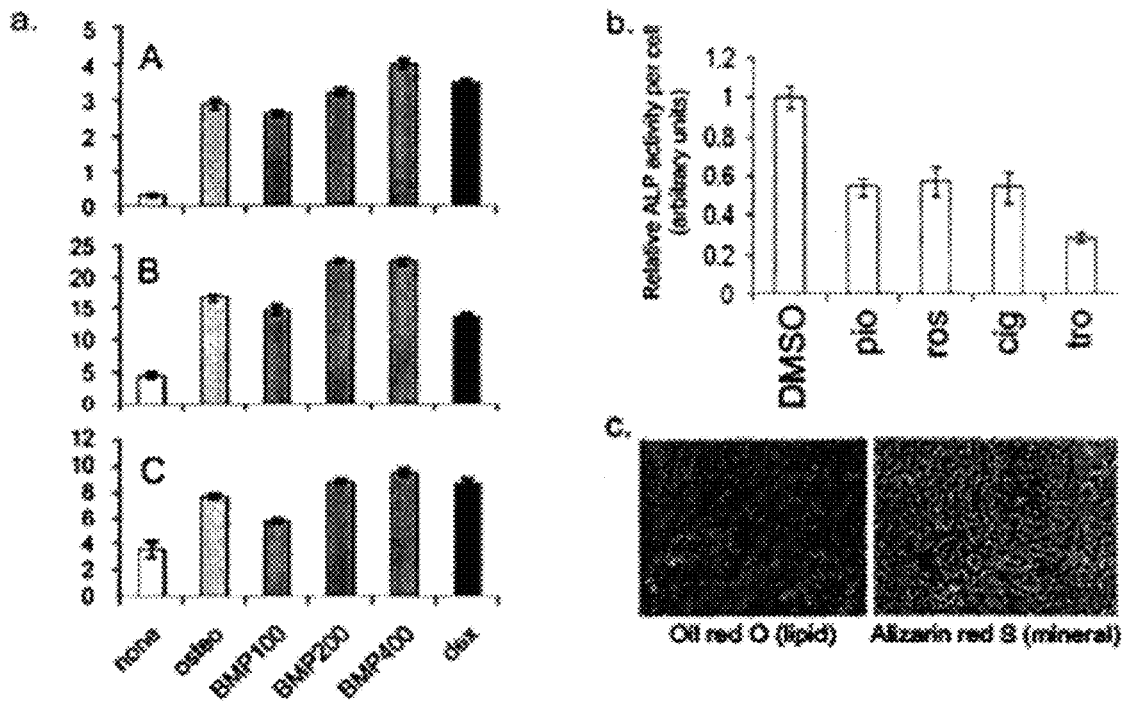 a.
A
5
4
3
2
1
0
B
25
20
15
10
5
0
C
12
10
8
6
4
2
0
none
osteo
BMP100
BMP200
BMP400
dex
b.
Relative ALP activity per cell
(arbitrary units)
1.2
1
0.8
0.6
0.4
0.2
0
DMSO
pio
ros
cig
tro
c.
Oil red O (lipid)
Alizarin red S (mineral)